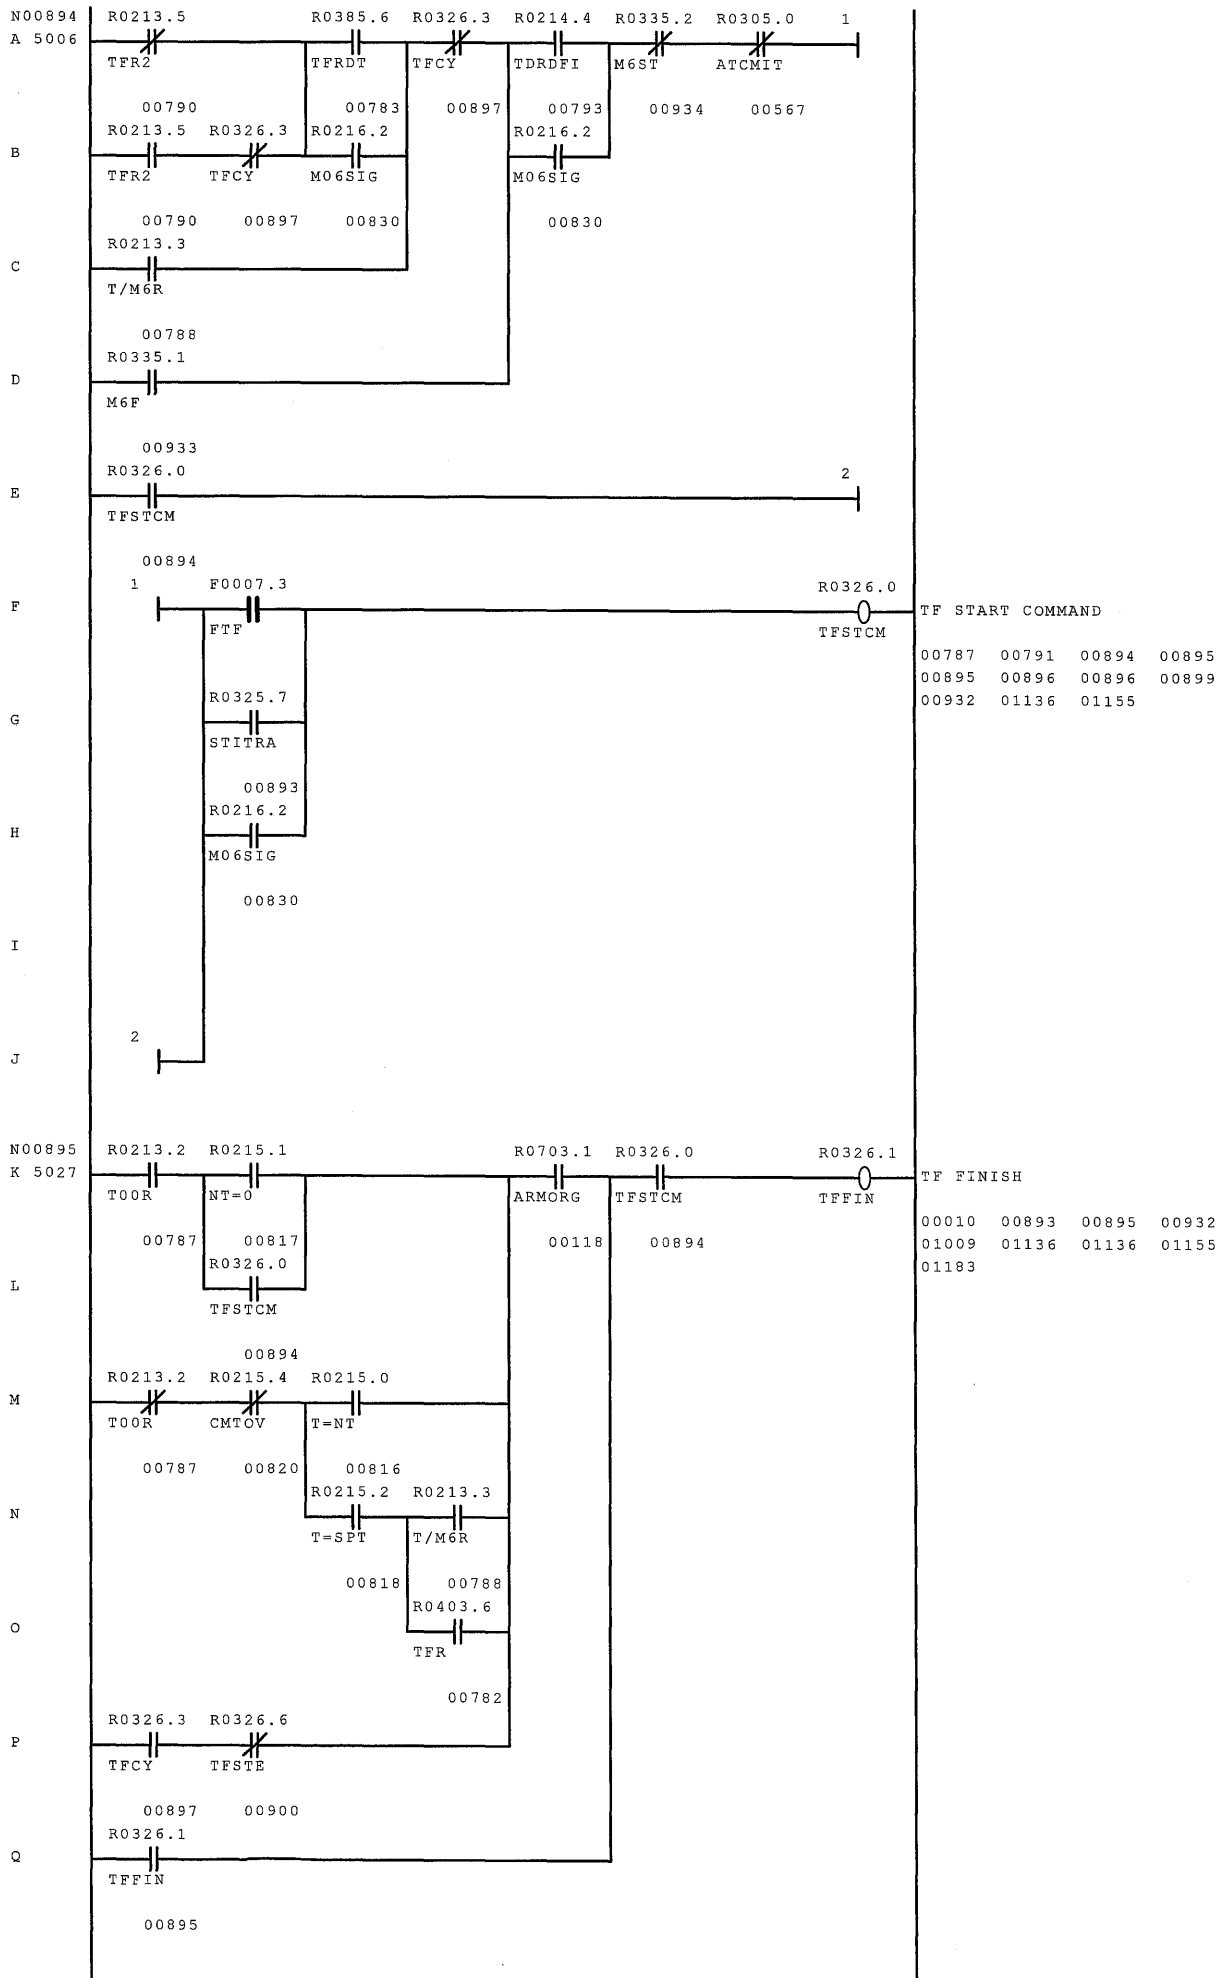 N00894 R0213.5 R0385.6 R0326.3 R0214.4 R0335.2 R0305.0 1
A 5006
TFR2 TFRDT TFCY TDRDFI M6ST ATCMIT
00790 00783 00897 00793 00934 00567
R0213.5 R0326.3 R0216.2 R0216.2
B
TFR2 TFCY M06SIG M06SIG
00790 00897 00830 00830
R0213.3
C
T/M6R
00788
R0335.1
D
M6F
00933
R0326.0 2
E
TFSTCM
00894
1 F0007.3 R0326.0
F TF START COMMAND
FTF TFSTCM
00787 00791 00894 00895
00895 00896 00896 00899
00932 01136 01155
R0325.7
G
STITRA
00893
R0216.2
H
M06SIG
00830
I
2
J
N00895 R0213.2 R0215.1 R0703.1 R0326.0 R0326.1
K 5027 TF FINISH
T00R NT=0 ARMORG TFSTCM TFFIN
00010 00893 00895 00932
00787 00817 00118 00894 01009 01136 01136 01155
R0326.0 01183
L
TFSTCM
00894
R0213.2 R0215.4 R0215.0
M
T00R CMTOV T=NT
00787 00820 00816
R0215.2 R0213.3
N
T=SPT T/M6R
00818 00788
R0403.6
O
TFR
00782
R0326.3 R0326.6
P
TFCY TFSTE
00897 00900
R0326.1
Q
TFFIN
00895